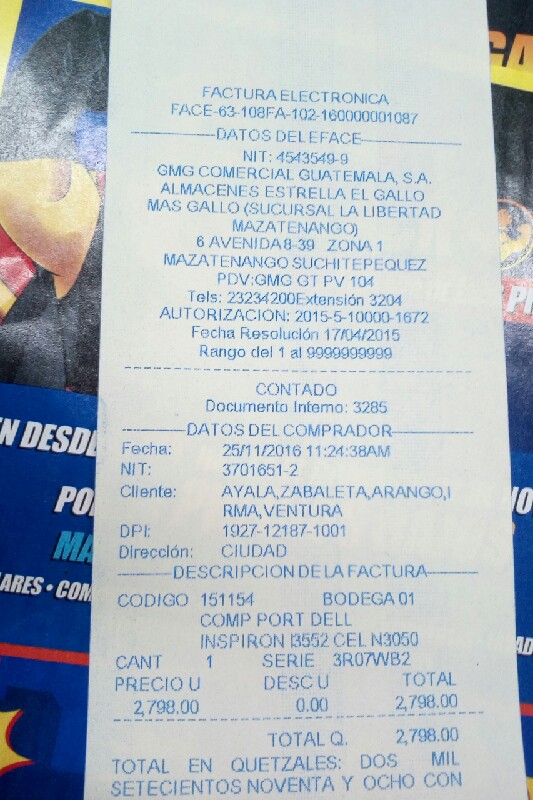 FACTURA ELECTRONICA
FACE-63-108FA-102-160000001087
DATOS DEL EFACE
NIT: 4543549-9
GMG COMERCIAL GUATEMALA, S.A.
ALMACENES ESTRELLA EL GALLO
MAS GALLO (SUCURSAL LA LIBERTAD
MAZATENANGO)
6 AVENIDA 8-39 ZONA 1
MAZATENANGO SUCHITEPEQUEZ
PDV:GMG GT PV 104
Tels: 23234200Extensión 3204
AUTORIZACION: 2015-5-10000-1672
Fecha Resolución 17/04/2015
Rango del 1 al 9999999999
CONTADO
Documento Interno: 3285
DATOS DEL COMPRADOR
Fecha: 25/11/2016 11:24:38AM
NIT: 3701651-2
Cliente: AYALA,ZABALETA,ARANGO,I
RMA,VENTURA
DPI: 1927-12187-1001
Dirección: CIUDAD
DESCRIPCION DE LA FACTURA
CODIGO 151154 BODEGA 01
COMP PORT DELL
INSPIRON I3552 CEL N3050
CANT 1 SERIE 3R07WB2
PRECIO U DESC U TOTAL
2,798.00 0.00 2,798.00
TOTAL Q. 2,798.00
TOTAL EN QUETZALES: DOS MIL
SETECIENTOS NOVENTA Y OCHO CON